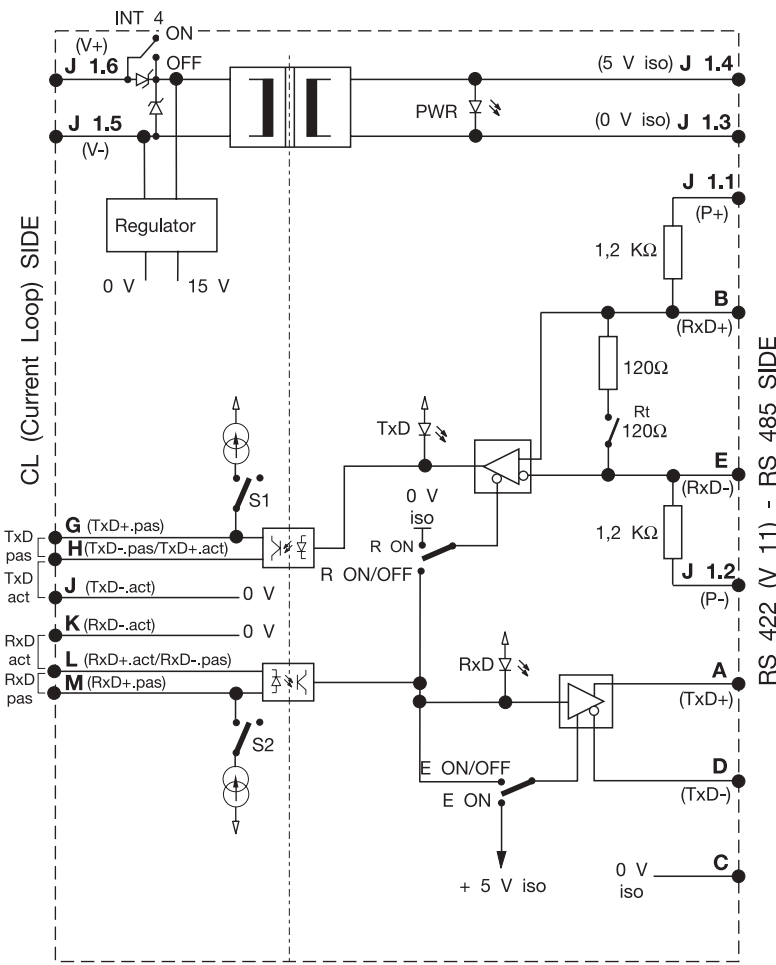 INT 4
ON
(V+)
J 1.6
OFF
(5 V iso) J 1.4
PWR
J 1.5
(V-)
(0 V iso) J 1.3
J 1.1
(P+)
Regulator
1,2 KΩ
0 V 15 V
B
(RxD+)
CL (Current Loop) SIDE
RS 422 (V 11) - RS 485 SIDE
120Ω
Rt
120Ω
TxD
E
(RxD-)
S1
0 V
iso
1,2 KΩ
G (TxD+.pas)
TxD
pas
H (TxD-.pas/TxD+.act)
R ON
R ON/OFF
J 1.2
(P-)
TxD
act
J (TxD-.act) 0 V
K (RxD-.act) 0 V
RxD
act
L (RxD+.act/RxD-.pas)
RxD
A
(TxD+)
RxD
pas
M (RxD+.pas)
S2
E ON/OFF
D
(TxD-)
E ON
+ 5 V iso
0 V
iso
C